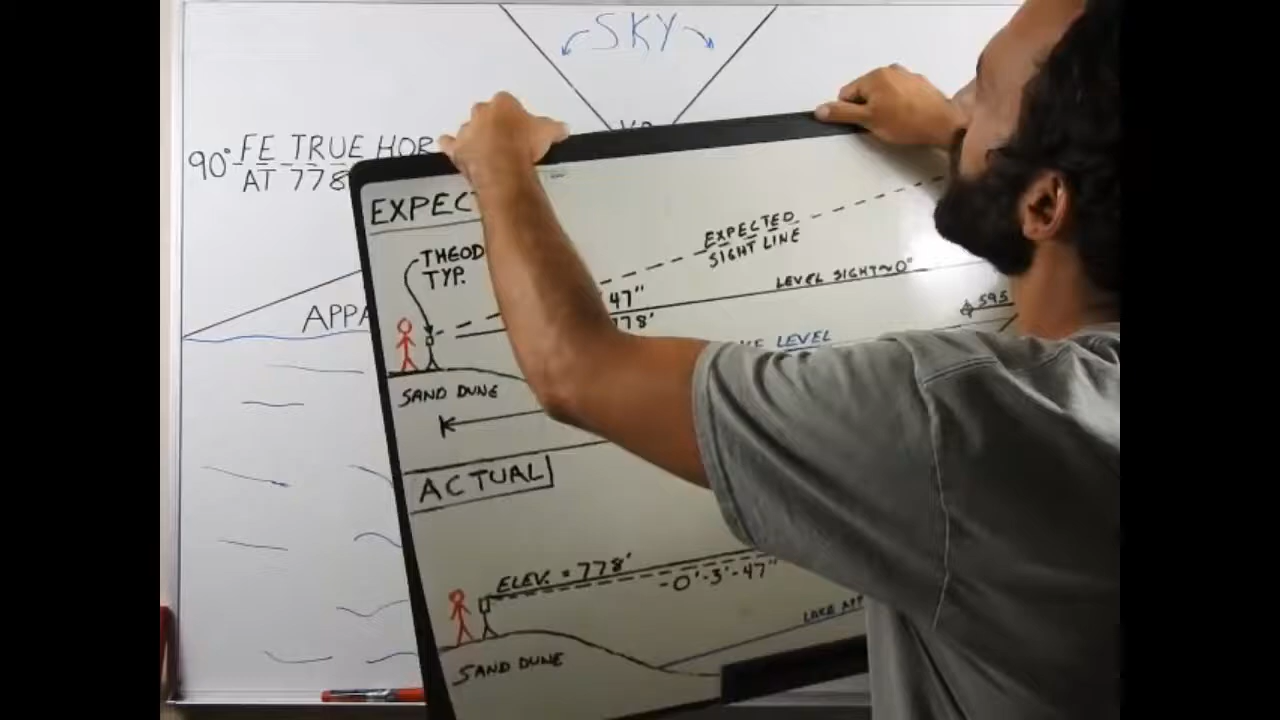 SKY
90° FE TRUE HOR
AT 778
APPA
EXPEC
THEOD
TYP.
EXPECTED
SIGHT LINE
LEVEL SIGHT~0°
47"
778'
595
LEVEL
SAND DUNE
ACTUAL
ELEV. = 778'
-0'-3'-47"
LAKE
SAND DUNE